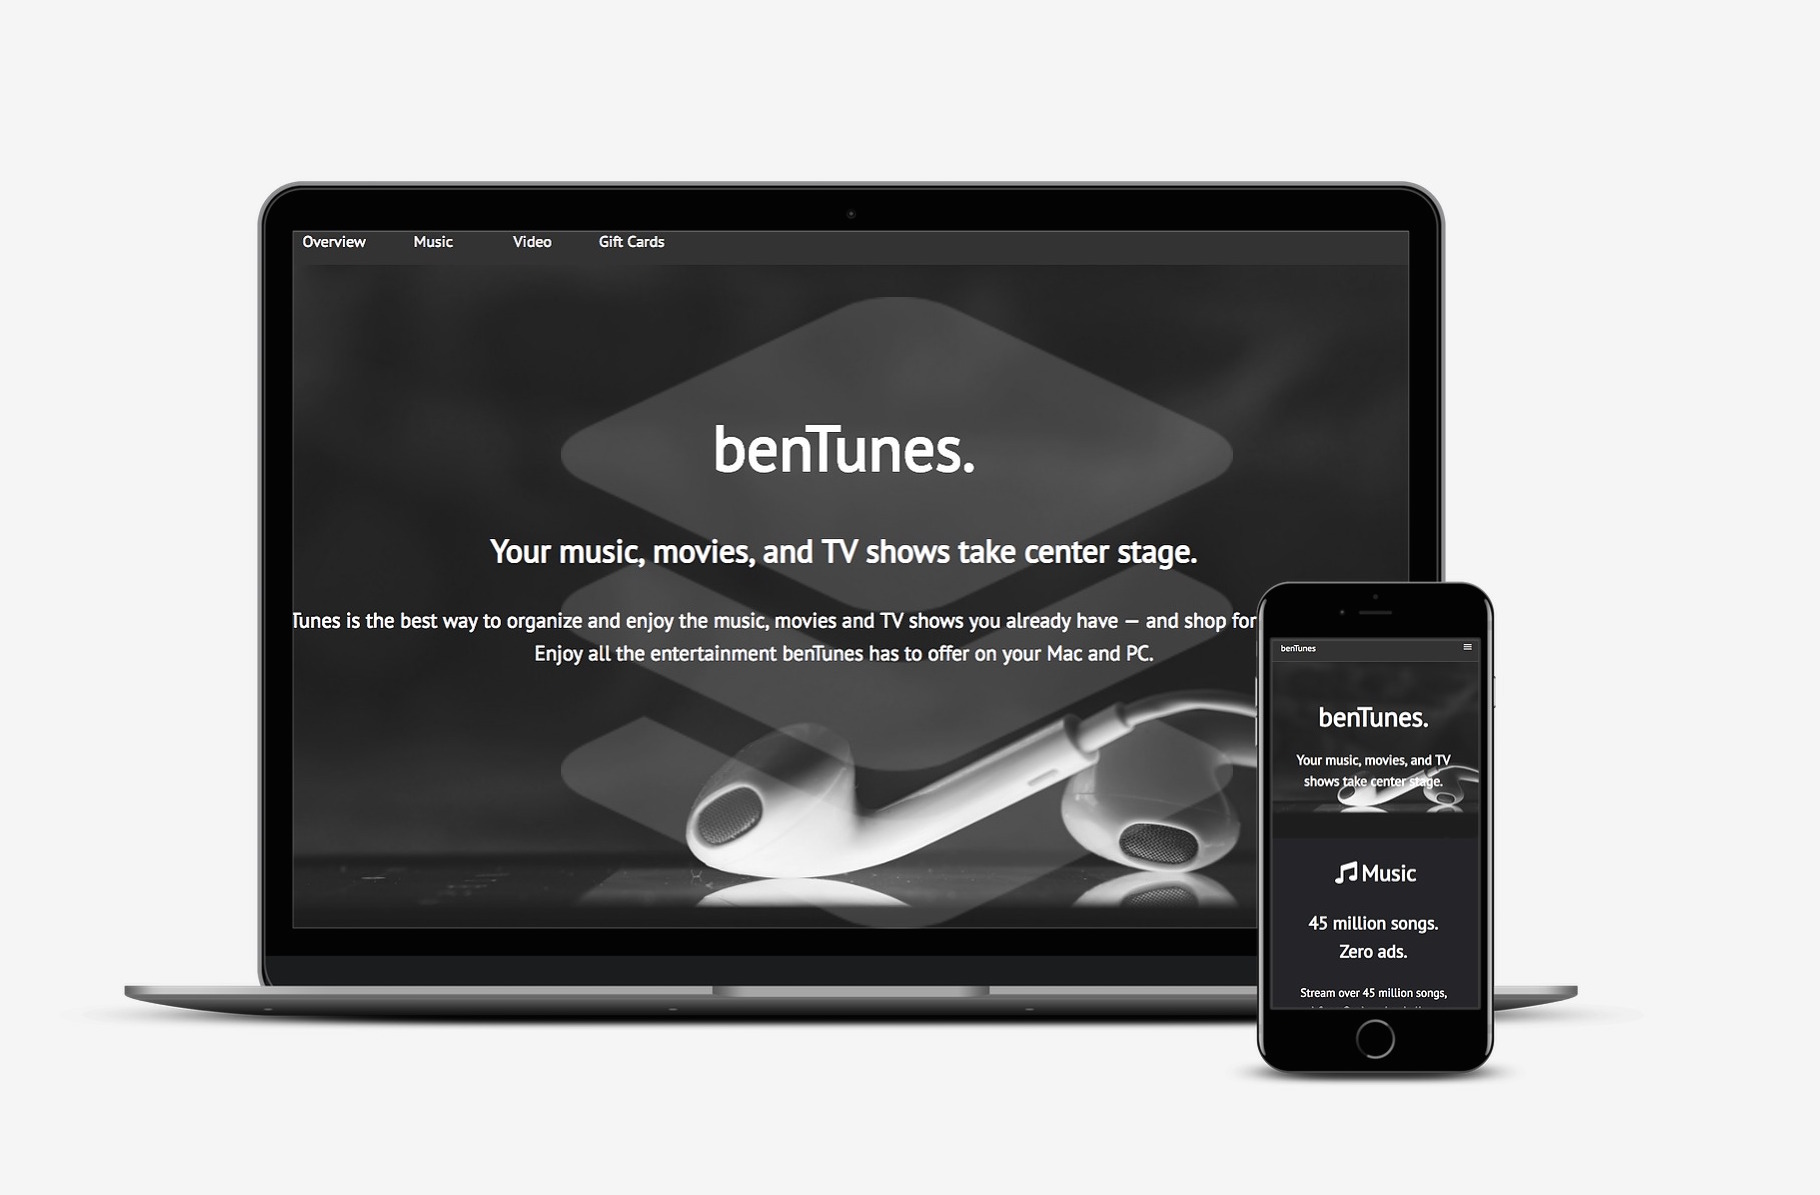 Overview Music Video Gift Cards
benTunes.
Your music, movies, and TV shows take center stage.
Tunes is the best way to organize and enjoy the music, movies and TV shows you already have — and shop for
Enjoy all the entertainment benTunes has to offer on your Mac and PC.
benTunes
benTunes.
Your music, movies, and TV
shows take center stage.
Music
45 million songs.
Zero ads.
Stream over 45 million songs,